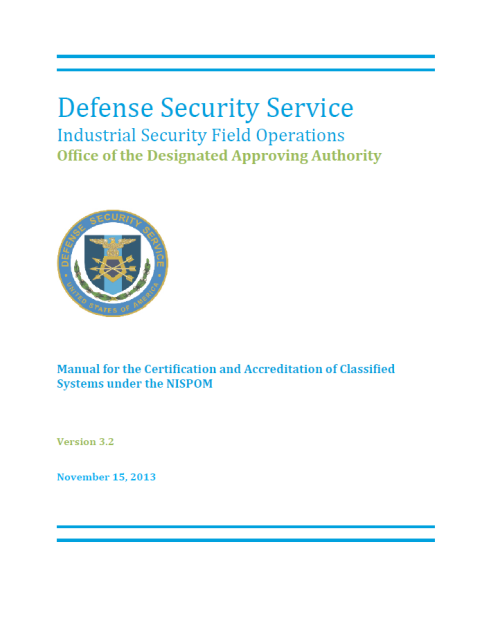 Defense Security Service
Industrial Security Field Operations
Office of the Designated Approving Authority
DEFENSE SECURITY SERVICE
UNITED STATES OF AMERICA
Manual for the Certification and Accreditation of Classified
Systems under the NISPOM
Version 3.2
November 15, 2013